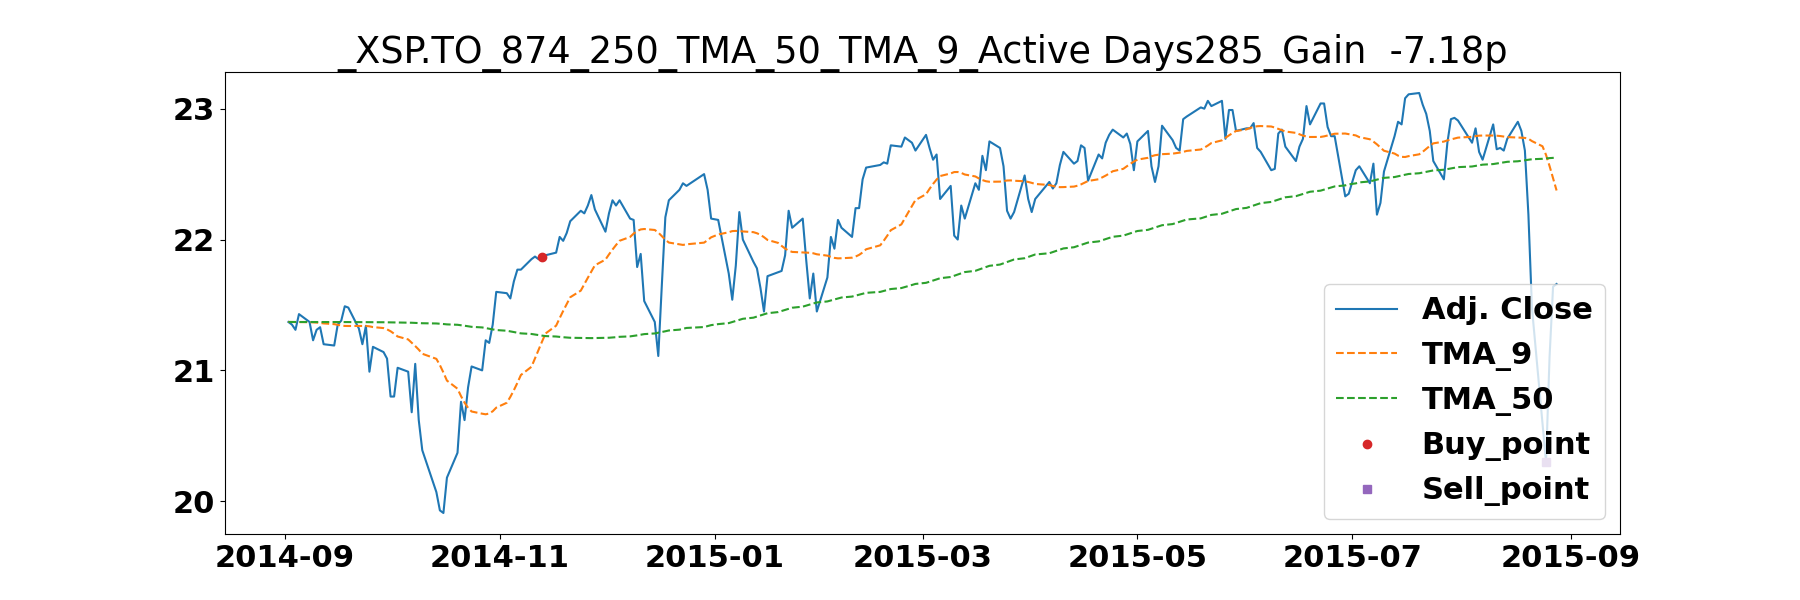 _XSP.TO_874_250_TMA_50_TMA_9_Active Days285_Gain  -7.18p
23
22
21
20
Adj. Close
TMA_9
TMA_50
Buy_point
Sell_point
2014-09 2014-11 2015-01 2015-03 2015-05 2015-07 2015-09